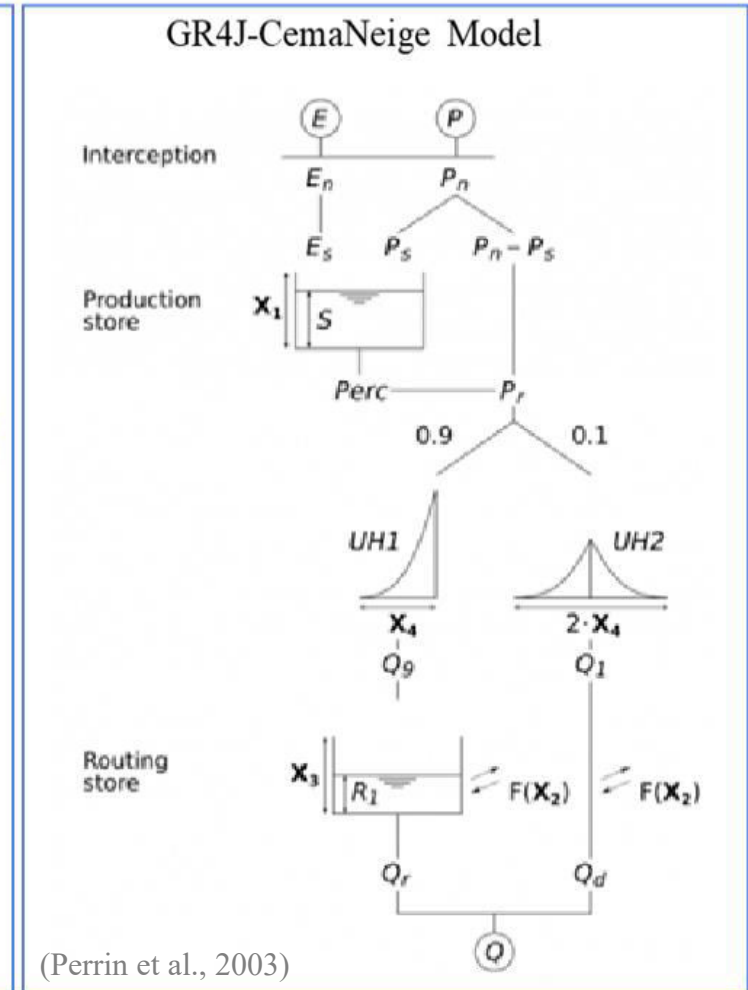 GR4J-CemaNeige Model
E P
Interception
En Pn
Es Ps Pn – Ps
Production
store
X1
S
Perc Pr
0.9 0.1
UH1 UH2
X4 2·X4
Q9 Q1
Routing
store
X3
R1 F(X2) F(X2)
Qr Qd
Q
(Perrin et al., 2003)